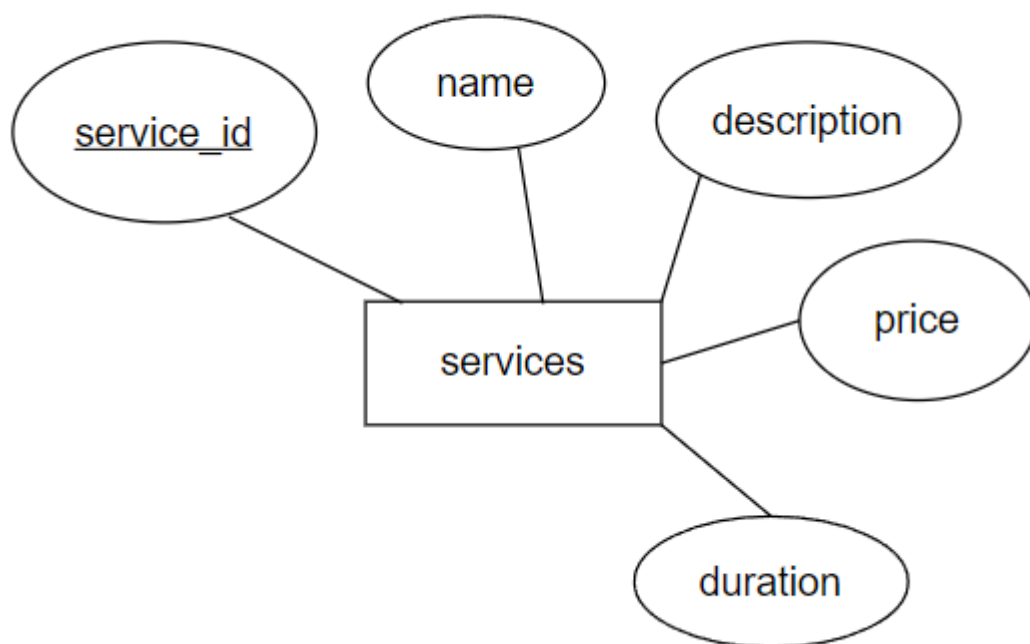 name
description
service_id
price
services
duration